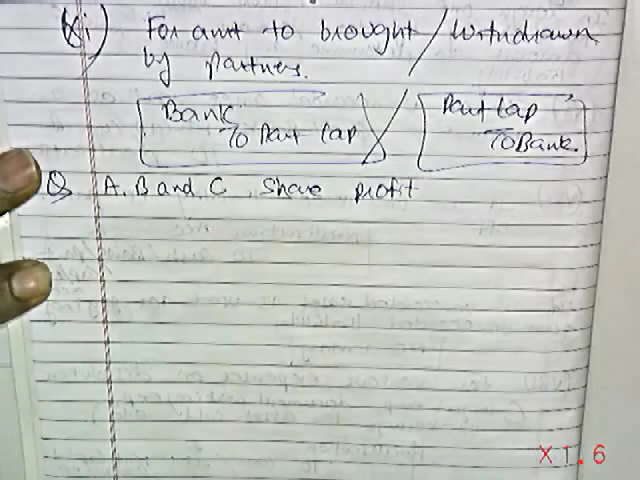 (xi) For amt to brought / withdrawn
by partners.
Bank
To Part Cap
Part Cap
To Bank.
Q A. B and C share profit
X1.6